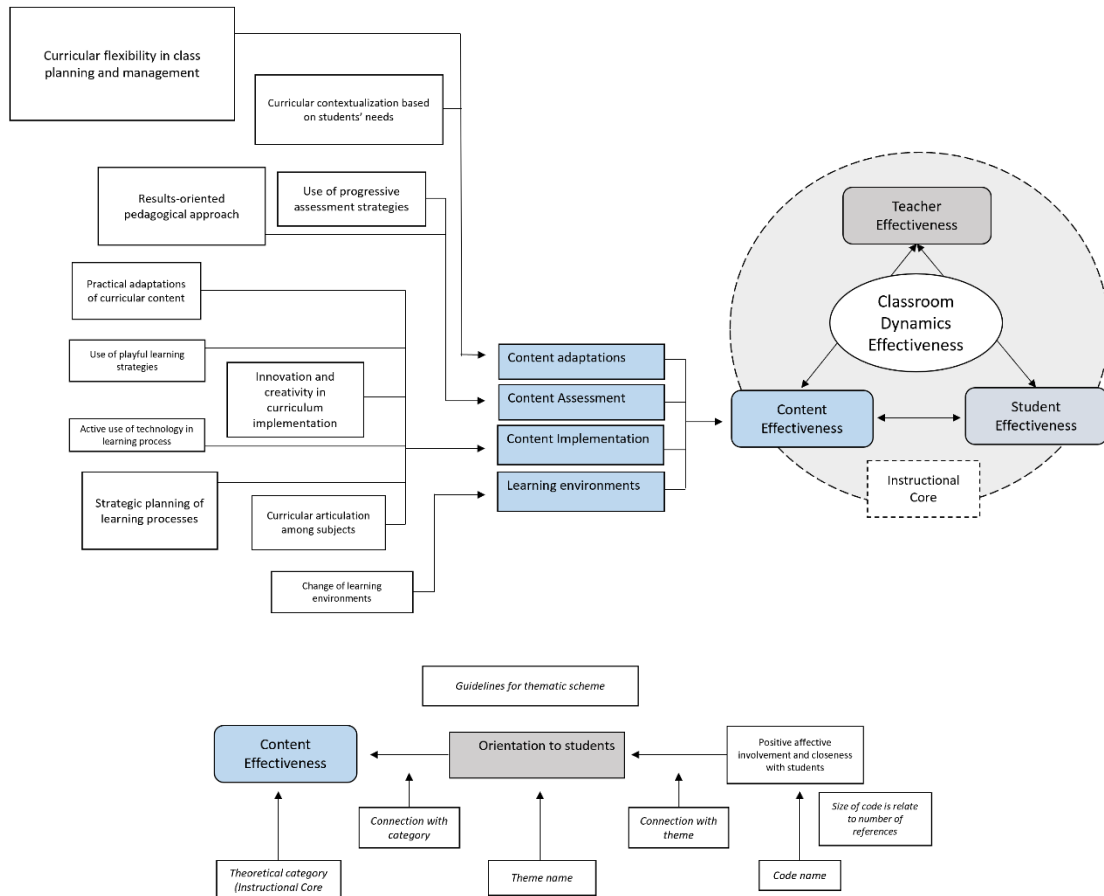 Curricular flexibility in class
planning and management
Curricular contextualization based
on students' needs
Results-oriented
pedagogical approach
Use of progressive
assessment strategies
Practical adaptations
of curricular content
Use of playful learning
strategies
Innovation and
creativity in
curriculum
implementation
Active use of technology in
learning process
Strategic planning of
learning processes
Curricular articulation
among subjects
Change of learning
environments
Content adaptations
Content Assessment
Content Implementation
Learning environments
Teacher
Effectiveness
Classroom
Dynamics
Effectiveness
Content
Effectiveness
Student
Effectiveness
Instructional
Core
Guidelines for thematic scheme
Content
Effectiveness
Orientation to students
Positive affective
involvement and closeness
with students
Connection with
category
Connection with
theme
Size of code is relate
to number of
references
Theoretical category
(Instructional Core
Theme name
Code name